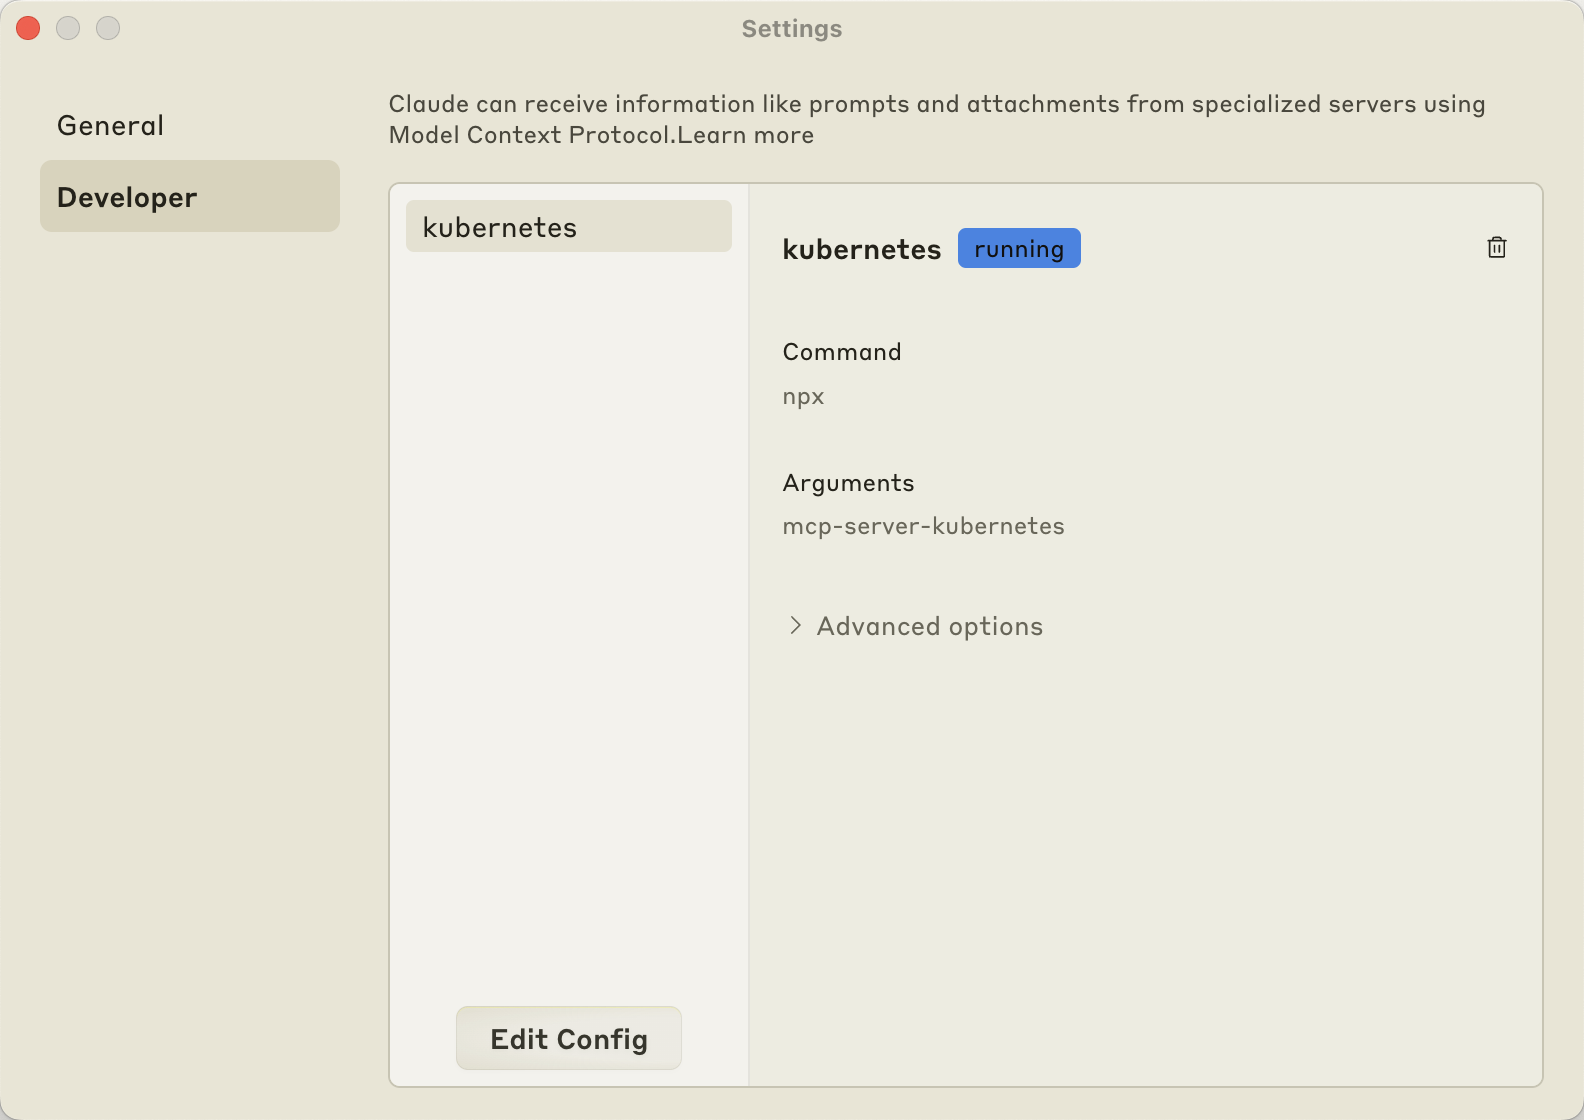 Settings
General
Developer
Claude can receive information like prompts and attachments from specialized servers using
Model Context Protocol.Learn more
kubernetes
Edit Config
kubernetes running
Command
npx
Arguments
mcp-server-kubernetes
Advanced options